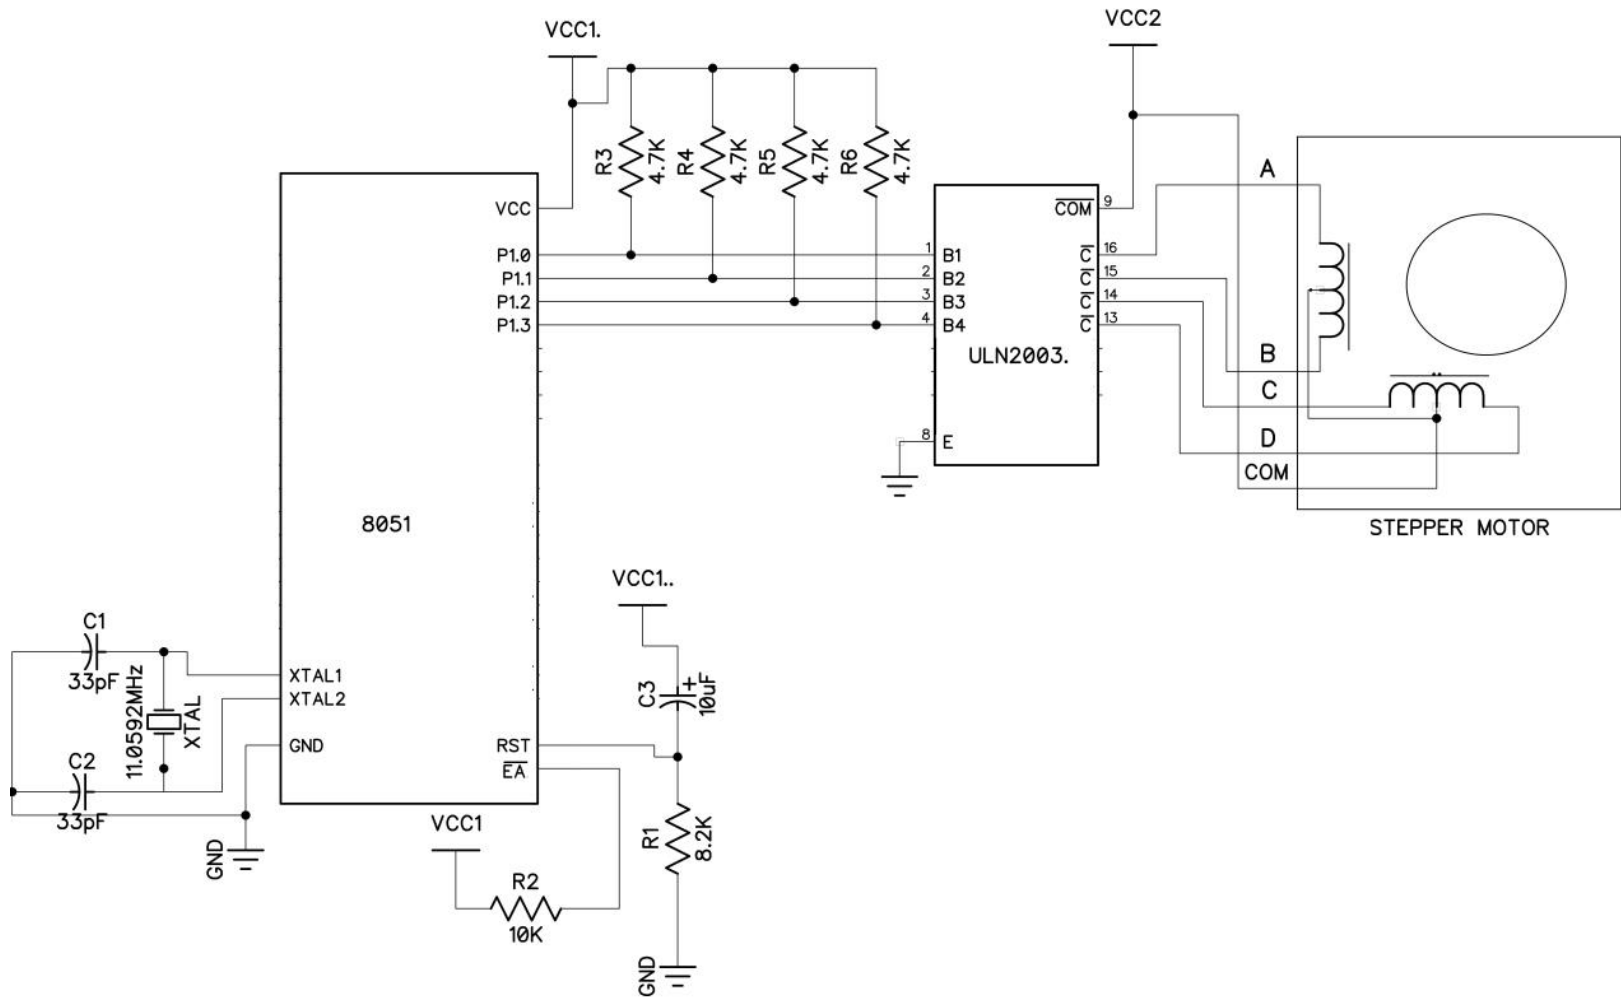 VCC1.
VCC2
R3
4.7K
R4
4.7K
R5
4.7K
R6
4.7K
VCC
P1.0
P1.1
P1.2
P1.3
1
2
3
4
B1
B2
B3
B4
COM
9
C
16
C
15
C
14
C
13
ULN2003.
8
E
A
B
C
D
COM
STEPPER MOTOR
8051
VCC1..
C1
33pF
11.0592MHz
XTAL
C2
33pF
XTAL1
XTAL2
GND
GND
RST
EA
C3
+
10uF
VCC1
R2
10K
R1
8.2K
GND